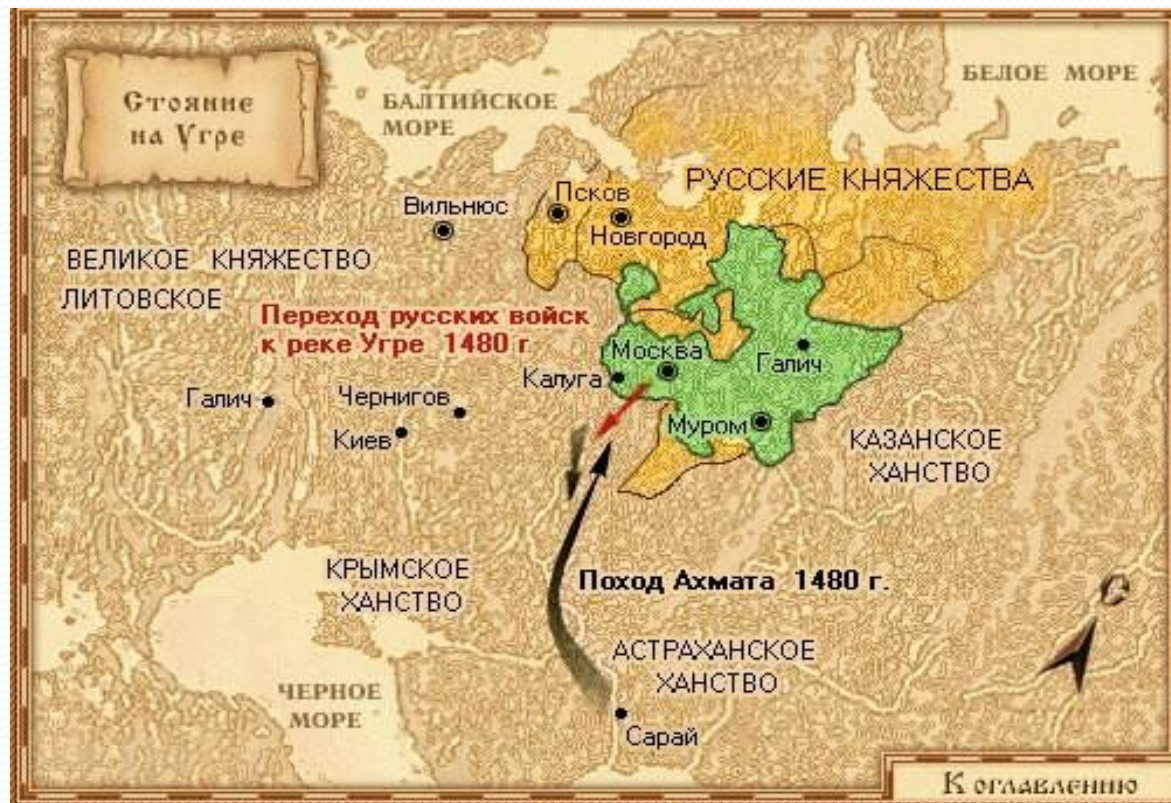 Стояние
на Угре
БАЛТИЙСКОЕ
МОРЕ
БЕЛОЕ МОРЕ
РУССКИЕ КНЯЖЕСТВА
Псков
Новгород
Вильнюс
ВЕЛИКОЕ КНЯЖЕСТВО
ЛИТОВСКОЕ
Переход русских войск
к реке Угре 1480 г
Москва
Калуга
Галич
Галич
Чернигов
Киев
Муром
КАЗАНСКОЕ
ХАНСТВО
КРЫМСКОЕ
ХАНСТВО
Поход Ахмата 1480 г.
АСТРАХАНСКОЕ
ХАНСТВО
С
ЧЕРНОЕ
МОРЕ
Сарай
К оглавлению